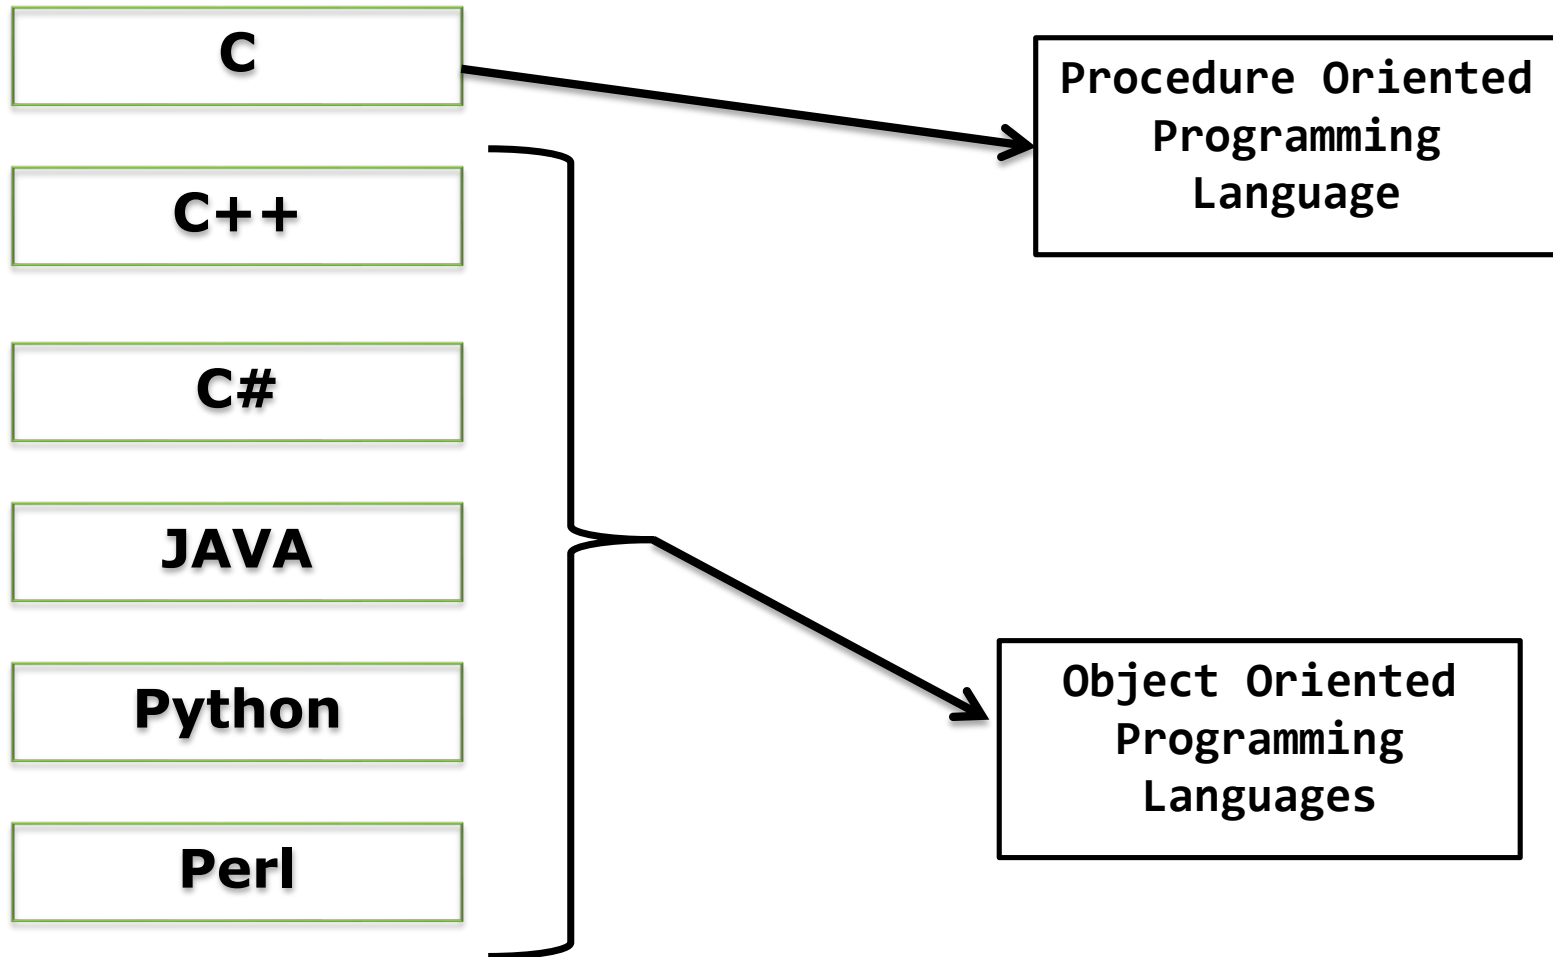 C
C++
C#
JAVA
Python
Perl
Procedure Oriented
Programming
Language
Object Oriented
Programming
Languages